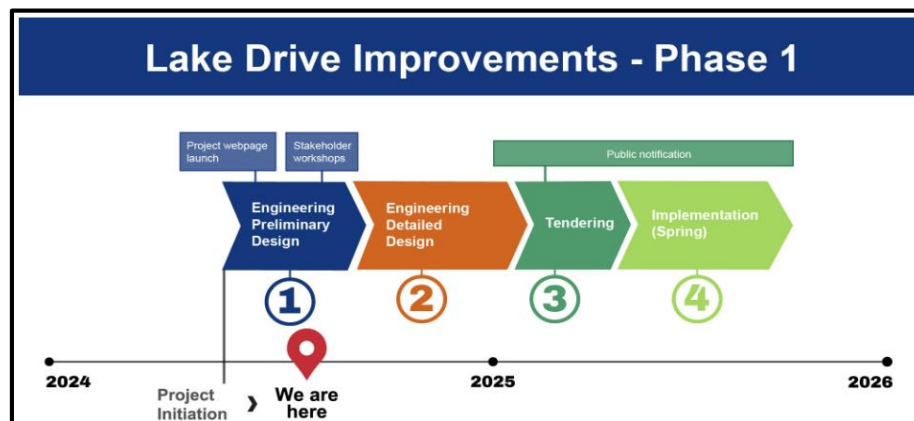 Lake Drive Improvements - Phase 1
Project webpage
launch
Stakeholder
workshops
Public notification
Engineering
Preliminary
Design
Engineering
Detailed
Design
Tendering
Implementation
(Spring)
1
2
3
4
2024
2025
2026
Project
Initiation
❯
We are
here